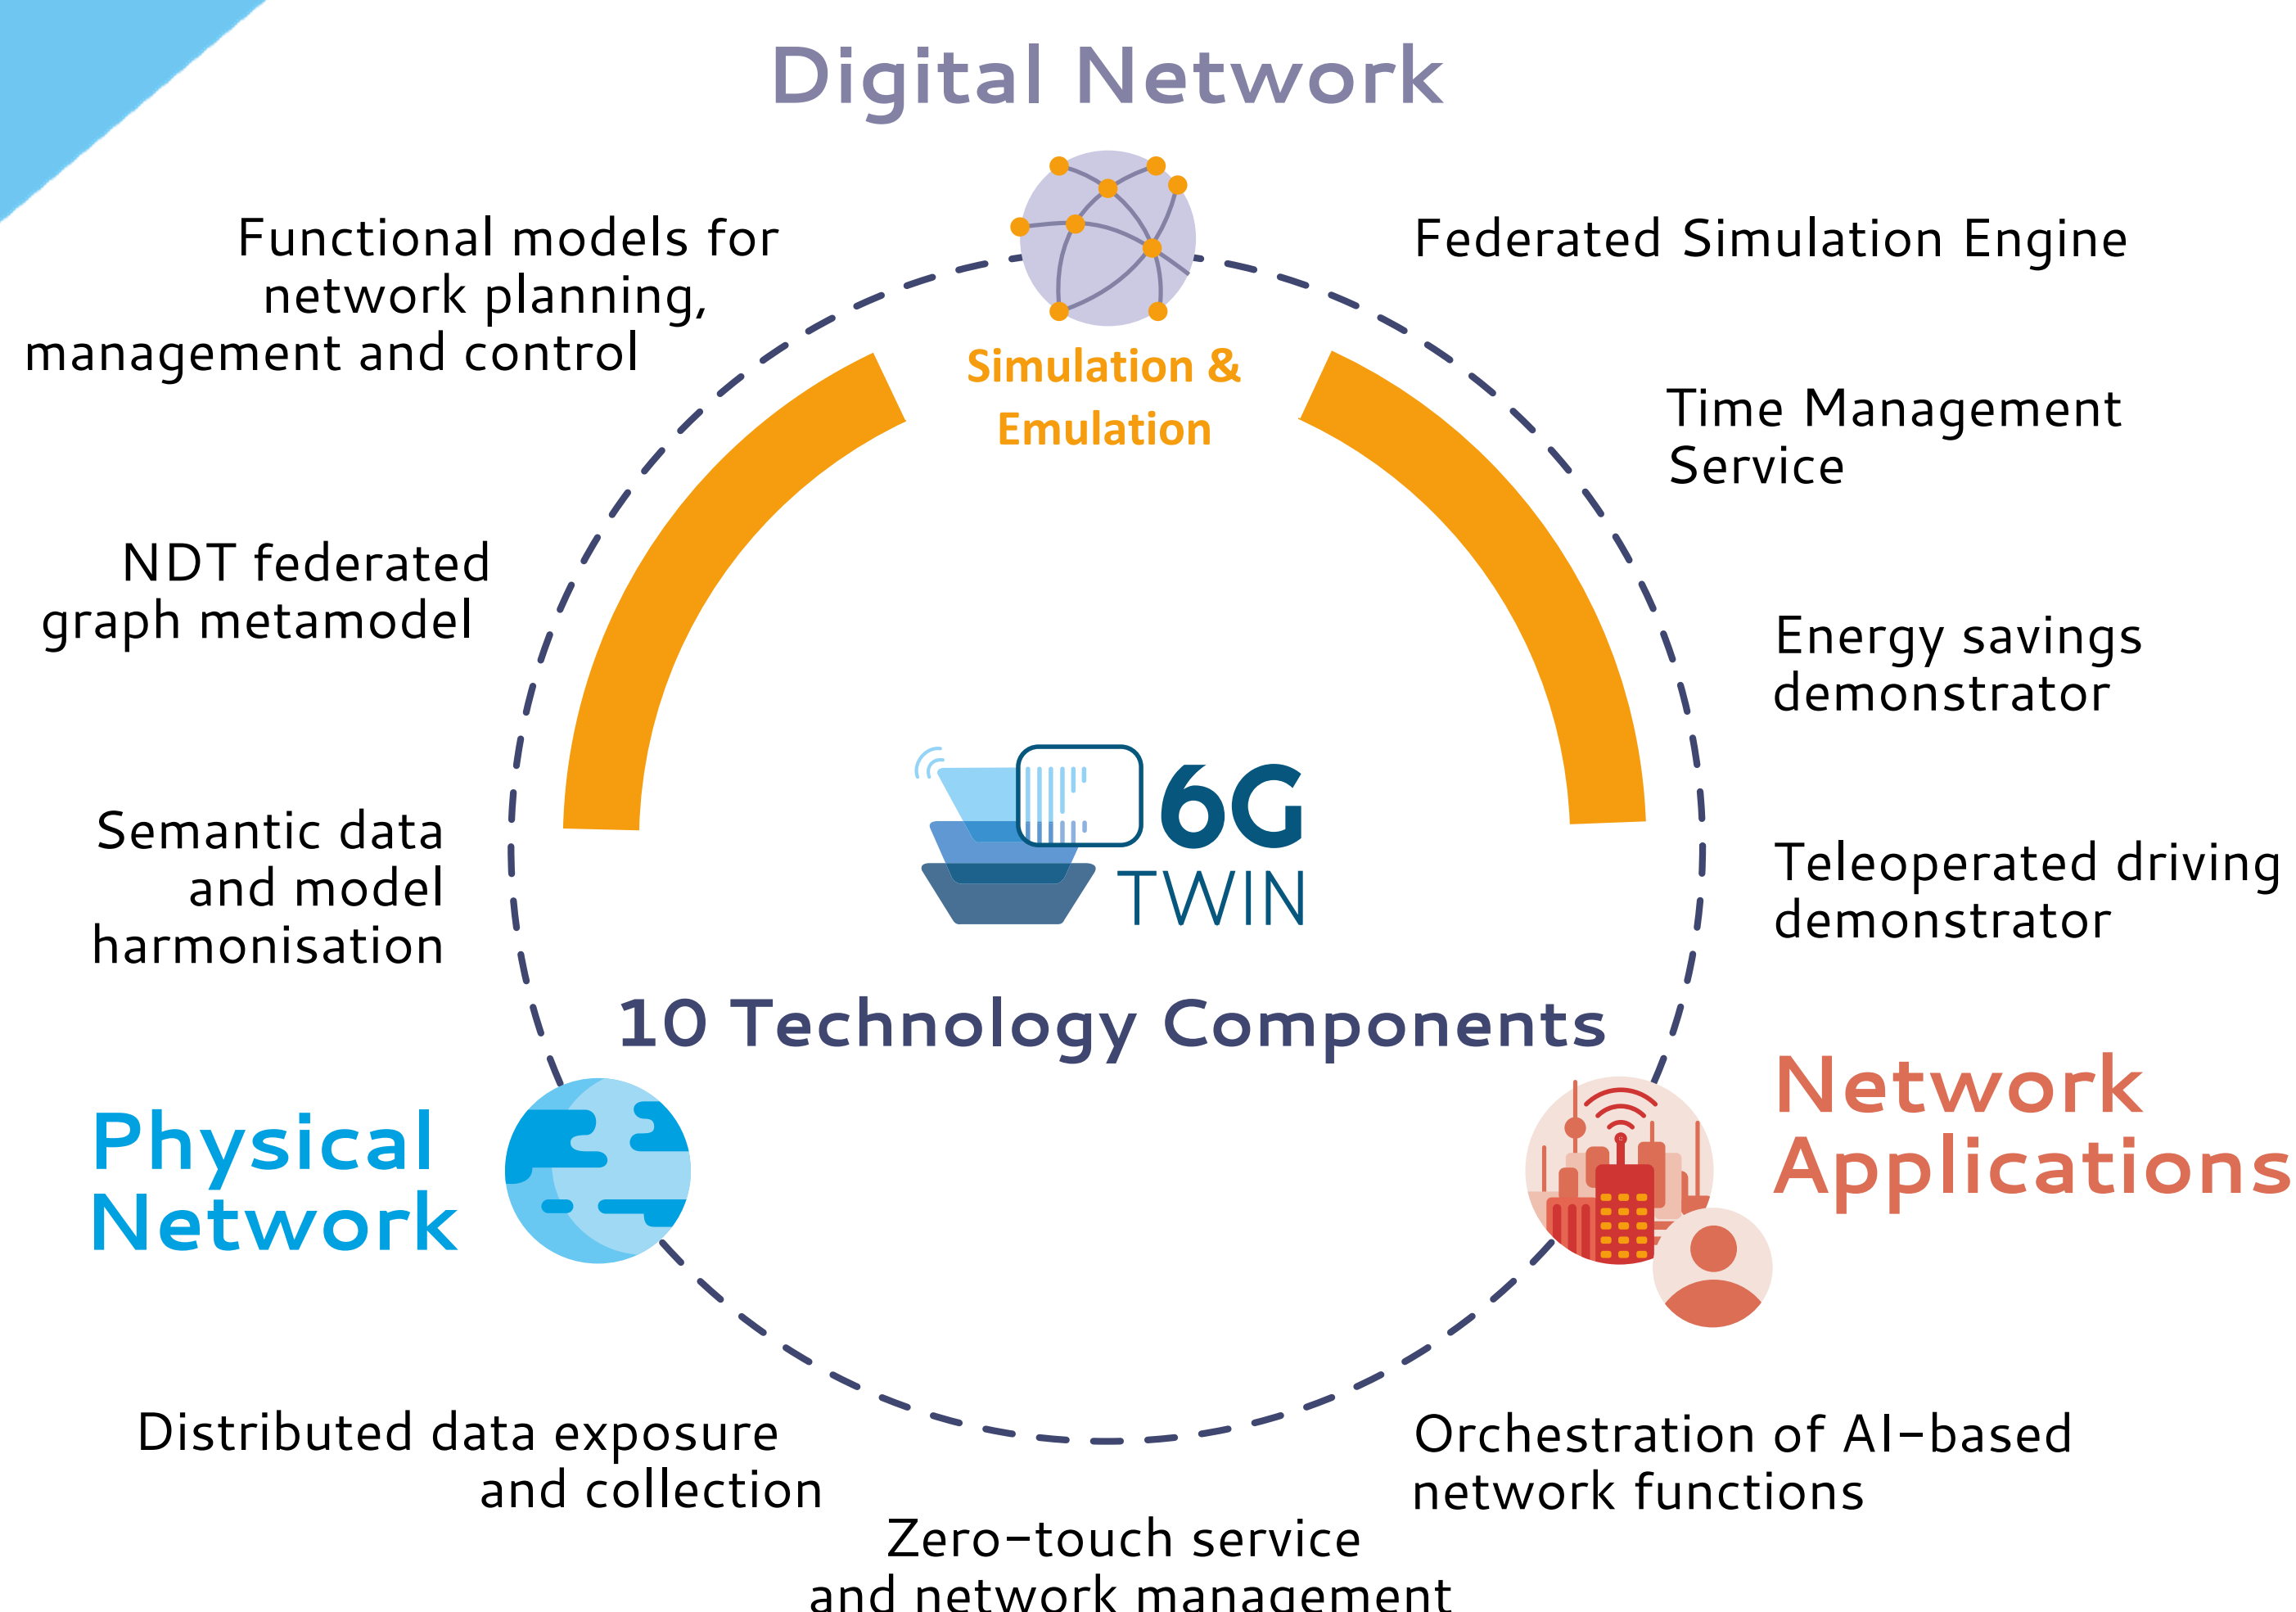 Digital Network
Functional models for
network planning,
management and control
Federated Simulation Engine
Simulation &
Emulation
Time Management
Service
NDT federated
graph metamodel
Energy savings
demonstrator
Semantic data
and model
harmonisation
6G
TWIN
Teleoperated driving
demonstrator
10 Technology Components
Physical
Network
Network
Applications
Distributed data exposure
and collection
Orchestration of AI-based
network functions
Zero-touch service
and network management